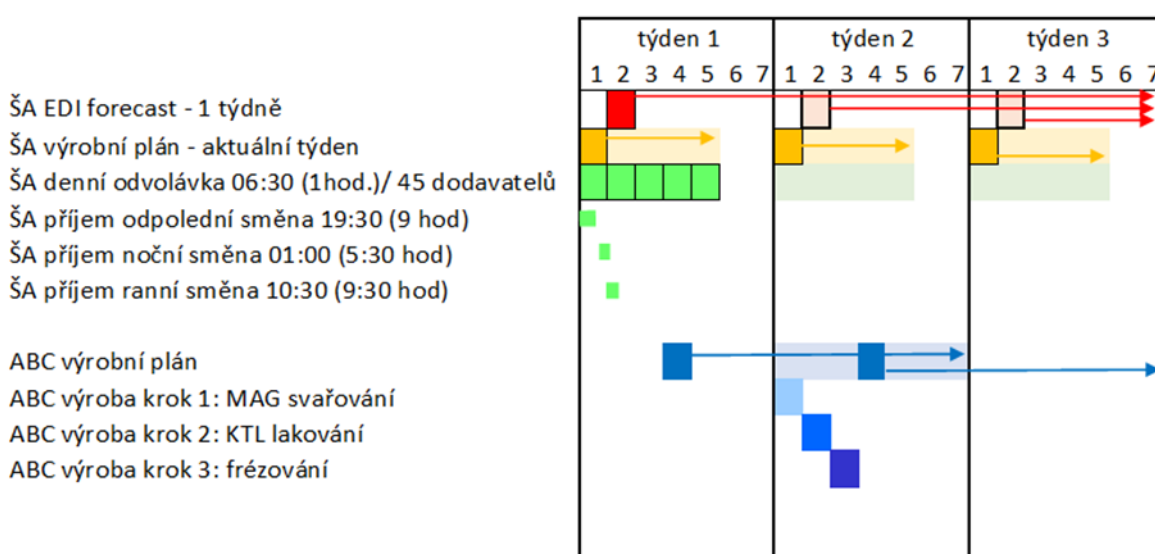 týden 1 týden 2 týden 3
1 2 3 4 5 6 7 1 2 3 4 5 6 7 1 2 3 4 5 6 7
ŠA EDI forecast - 1 týdně
ŠA výrobní plán - aktuální týden
ŠA denní odvolávka 06:30 (1hod.)/ 45 dodavatelů
ŠA příjem odpolední směna 19:30 (9 hod)
ŠA příjem noční směna 01:00 (5:30 hod)
ŠA příjem ranní směna 10:30 (9:30 hod)
ABC výrobní plán
ABC výroba krok 1: MAG svařování
ABC výroba krok 2: KTL lakování
ABC výroba krok 3: frézování